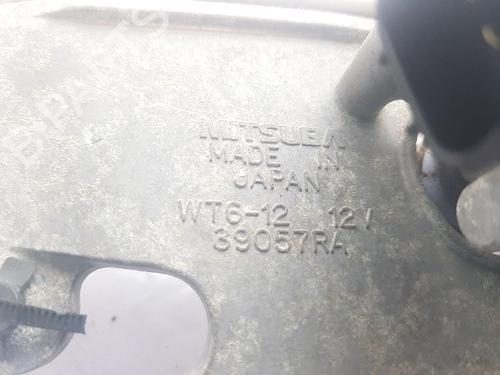 B-PARTS
MITSUBA
MADE IN
JAPAN
WT6-12 12V
39057RA